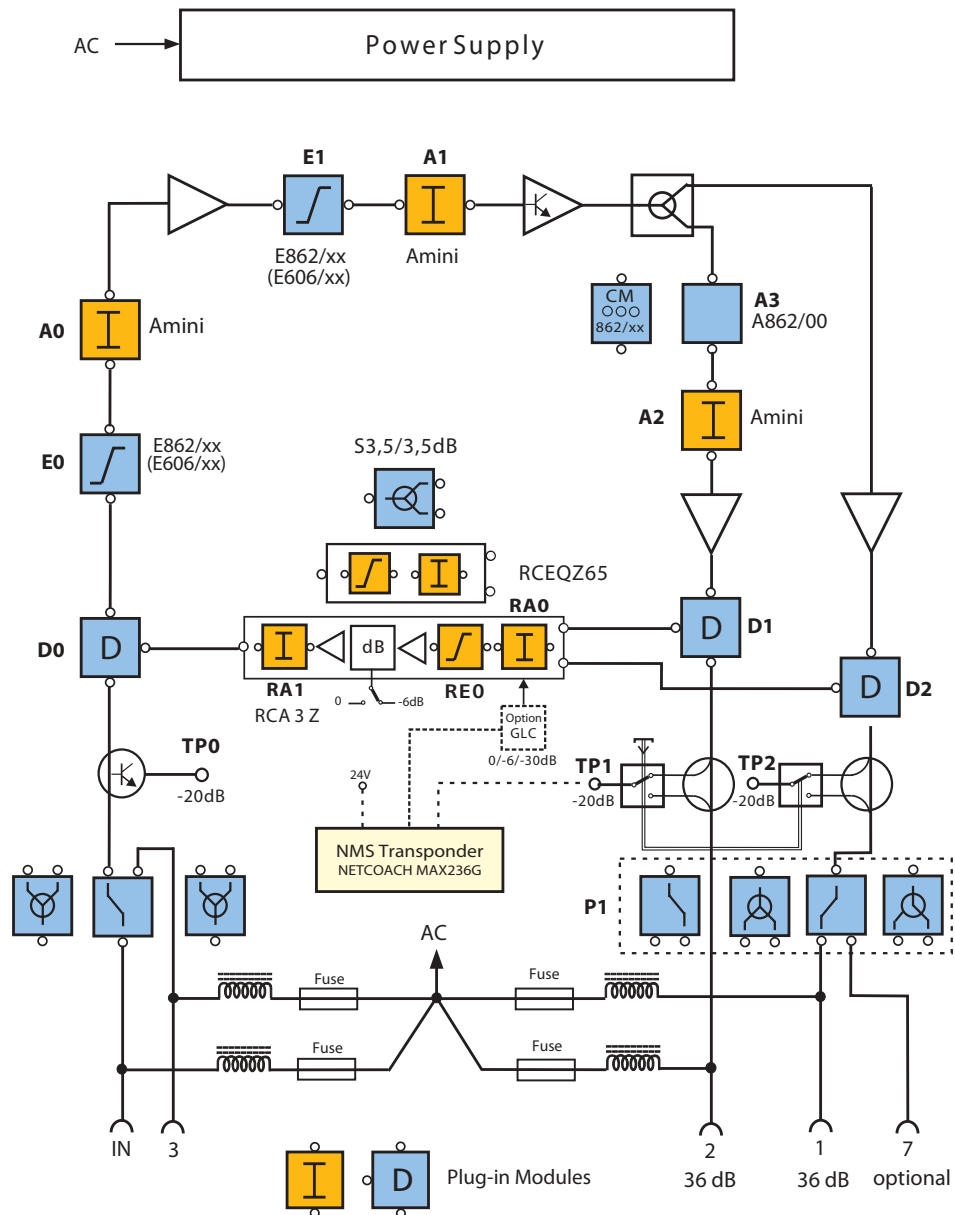 AC
Power Supply
E1
A1
E862/xx
(E606/xx)
Amini
CM
862/xx
A3
A862/00
A0
Amini
A2
Amini
E0
E862/xx
(E606/xx)
S3,5/3,5dB
RCEQZ65
RA0
D0
D
dB
D
D1
RA1
RE0
D
D2
RCA 3 Z
0
-6dB
Option
GLC
0/-6/-30dB
TP0
-20dB
24V
TP1
-20dB
TP2
-20dB
NMS Transponder
NETCOACH MAX236G
P1
AC
Fuse
Fuse
Fuse
Fuse
IN
3
2
36 dB
1
36 dB
7
optional
D
Plug-in Modules